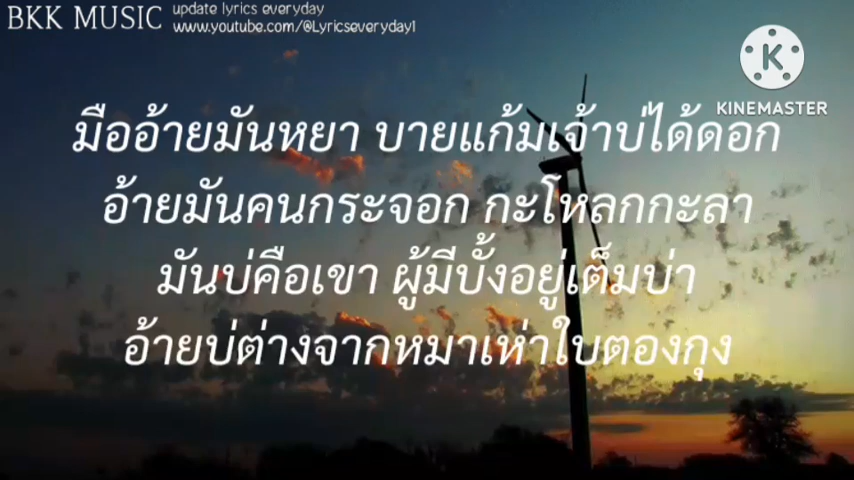 BKK MUSIC
update lyrics everyday
www.youtube.com/@Lyricseveryday1
KINEMASTER
มืออ้ายมันหยา บายแก้มเจ้าบ่ได้ดอก
อ้ายมันคนกระจอก กะโหลกกะลา
มันบ่คือเขา ผู้มีบั้งอยู่เต็มบ่า
อ้ายบ่ต่างจากหมาเห่าใบตองกุง